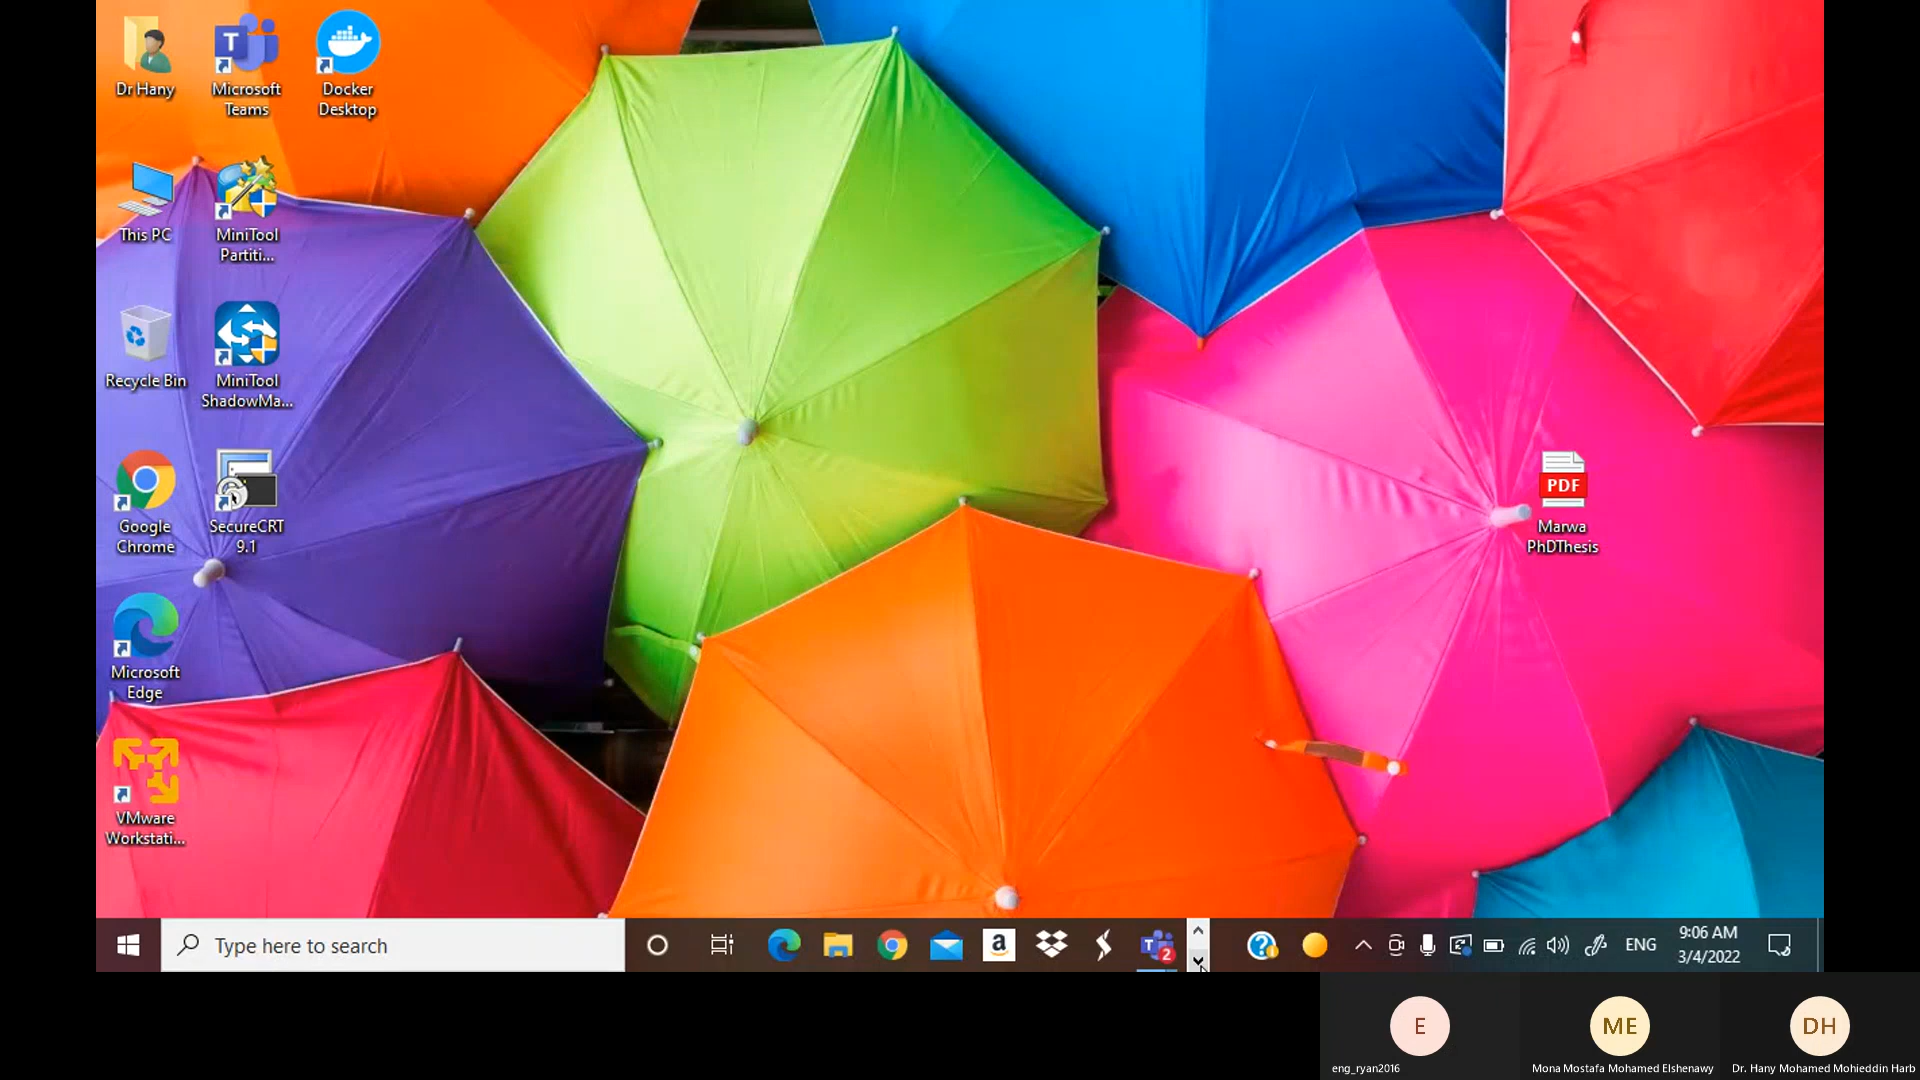 Dr Hany
Microsoft
Teams
Docker
Desktop
This PC
MiniTool
Partiti...
Recycle Bin
MiniTool
ShadowMa...
Google
Chrome
SecureCRT
9.1
PDF
Marwa
PhDThesis
Microsoft
Edge
VMware
Workstati...
Type here to search
a
T
2
ENG
9:06 AM
3/4/2022
E
ME
DH
eng_ryan2016
Mona Mostafa Mohamed Elshenawy
Dr. Hany Mohamed Mohieddin Harb